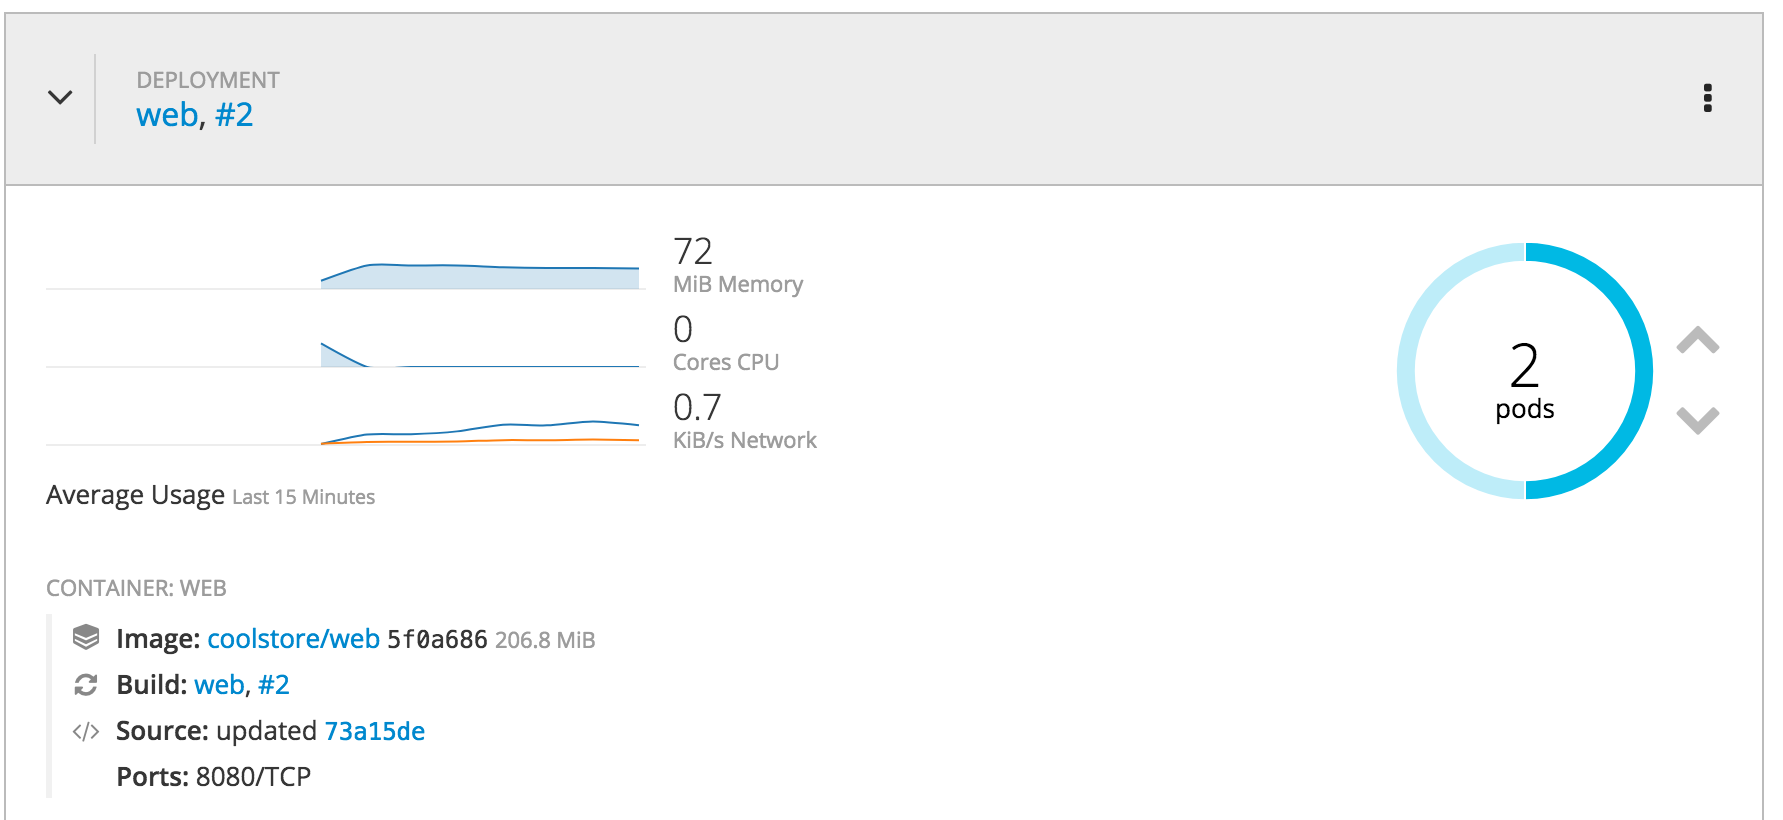 DEPLOYMENT
web, #2
72
MiB Memory
0
Cores CPU
0.7
KiB/s Network
Average Usage Last 15 Minutes
2
pods
CONTAINER: WEB
Image: coolstore/web 5f0a686 206.8 MiB
Build: web, #2
</> Source: updated 73a15de
Ports: 8080/TCP